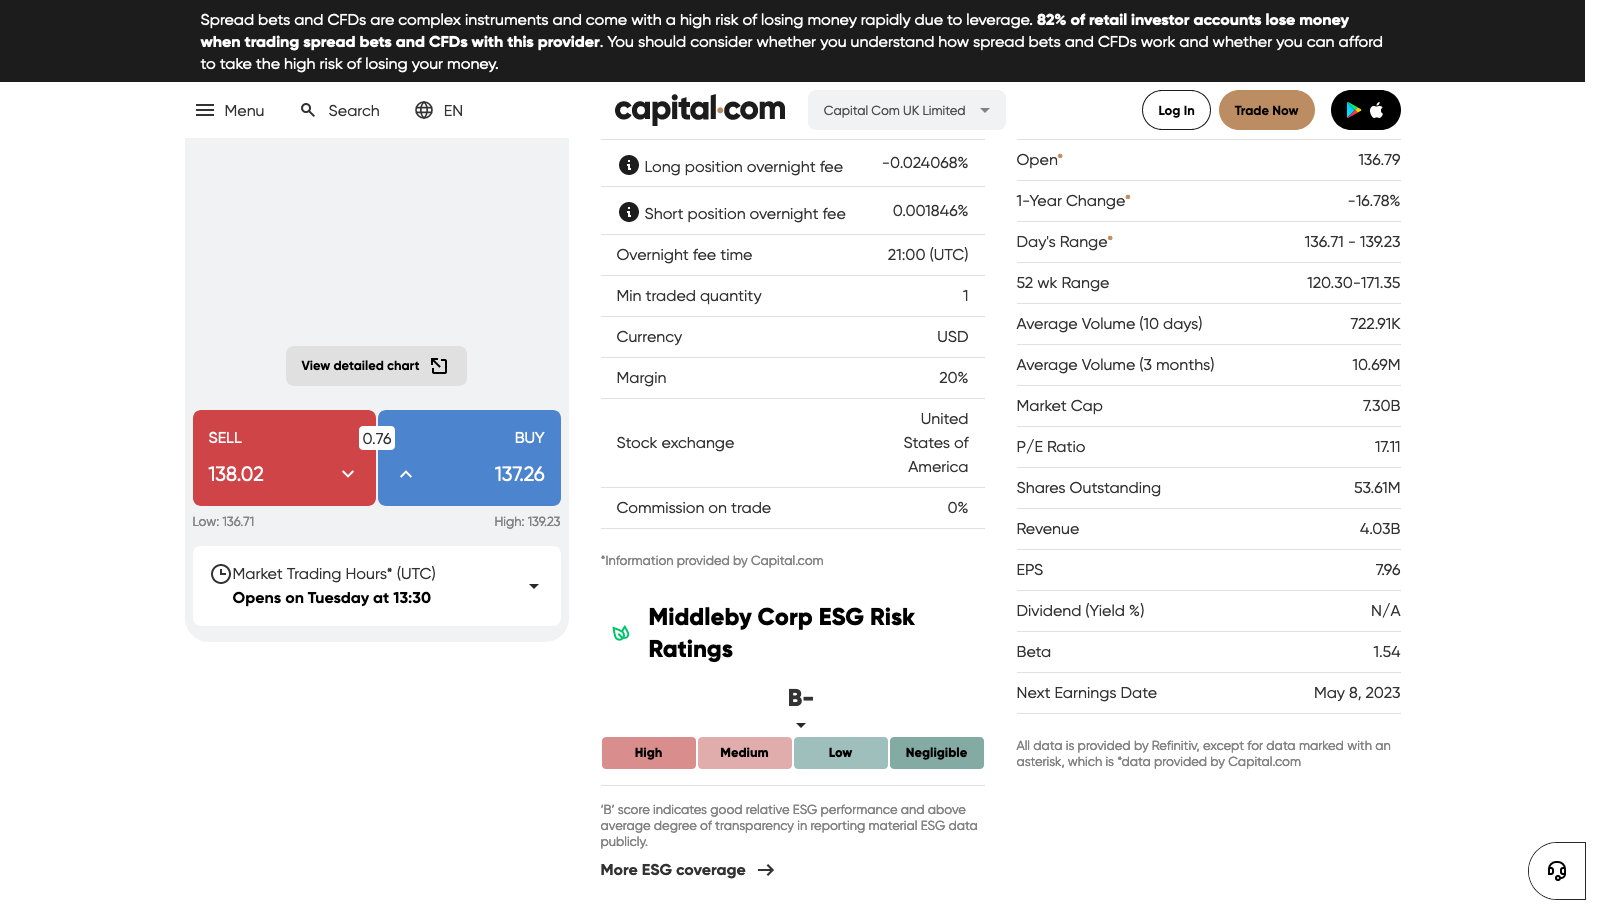 Spread bets and CFDs are complex instruments and come with a high risk of losing money rapidly due to leverage. 82% of retail investor accounts lose money
when trading spread bets and CFDs with this provider. You should consider whether you understand how spread bets and CFDs work and whether you can afford
to take the high risk of losing your money.
Menu
Search
EN
capital.com
Capital Com UK Limited
Log In
Trade Now
View detailed chart
SELL
138.02
0.76
BUY
137.26
Low: 136.71
High: 139.23
Market Trading Hours* (UTC)
Opens on Tuesday at 13:30
Long position overnight fee -0.024068%
Short position overnight fee 0.001846%
Overnight fee time 21:00 (UTC)
Min traded quantity 1
Currency USD
Margin 20%
Stock exchange United
States of
America
Commission on trade 0%
*Information provided by Capital.com
Middleby Corp ESG Risk
Ratings
B-
High Medium Low Negligible
'B' score indicates good relative ESG performance and above
average degree of transparency in reporting material ESG data
publicly.
More ESG coverage
Open* 136.79
1-Year Change* -16.78%
Day's Range* 136.71 - 139.23
52 wk Range 120.30-171.35
Average Volume (10 days) 722.91K
Average Volume (3 months) 10.69M
Market Cap 7.30B
P/E Ratio 17.11
Shares Outstanding 53.61M
Revenue 4.03B
EPS 7.96
Dividend (Yield %) N/A
Beta 1.54
Next Earnings Date May 8, 2023
All data is provided by Refinitiv, except for data marked with an
asterisk, which is *data provided by Capital.com